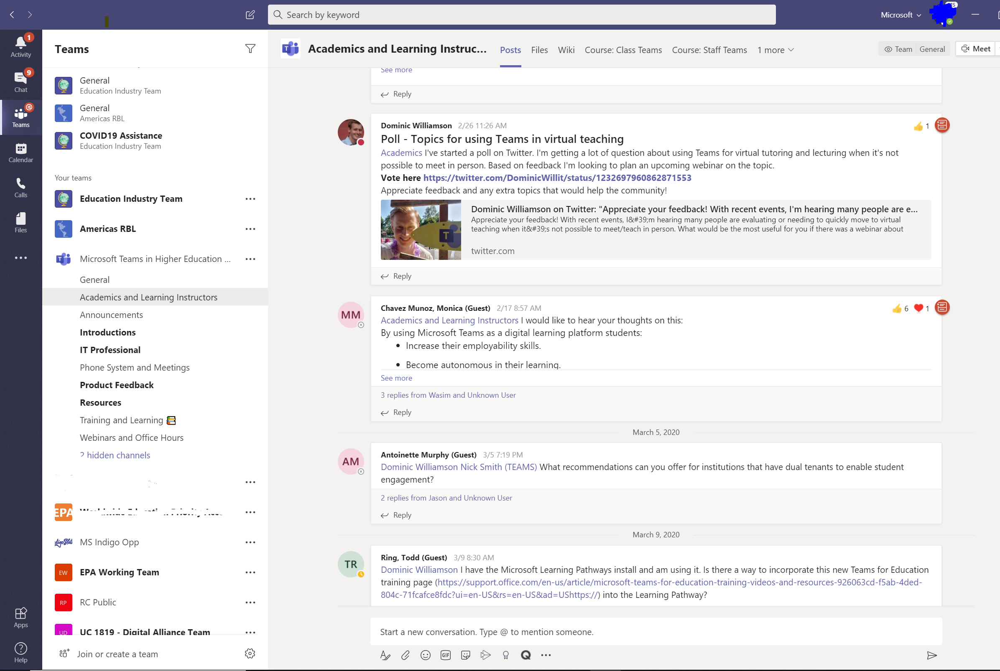 Search by keyword
Microsoft
1
Activity
9
Chat
@
Teams
Calendar
Calls
Files
Apps
Help
Teams
General
Education Industry Team
General
Americas RBL
COVID19 Assistance
Education Industry Team
Your teams
Education Industry Team
Americas RBL
Microsoft Teams in Higher Education ...
General
Academics and Learning Instructors
Announcements
Introductions
IT Professional
Phone System and Meetings
Product Feedback
Resources
Training and Learning
Webinars and Office Hours
hidden channels
EPA
MS Indigo Opp
EW
EPA Working Team
RP
RC Public
UD
UC 1819 - Digital Alliance Team
Join or create a team
T
Academics and Learning Instruc...
Posts
Files
Wiki
Course: Class Teams
Course: Staff Teams
1 more
Team
General
Meet
See more
Reply
Dominic Williamson 2/26 11:26 AM
1
Poll - Topics for using Teams in virtual teaching
Academics I've started a poll on Twitter. I'm getting a lot of question about using Teams for virtual tutoring and lecturing when it's not
possible to meet in person. Based on feedback I'm looking to plan an upcoming webinar on the topic.
Vote here https://twitter.com/DominicWillit/status/1232697960862871553
Appreciate feedback and any extra topics that would help the community!
T
Dominic Williamson on Twitter: "Appreciate your feedback! With recent events, I'm hearing many people are e...
Appreciate your feedback! With recent events, I&#39;m hearing many people are evaluating or needing to quickly move to virtual
teaching when it&#39;s not possible to meet/teach in person. What would be the most useful for you if there was a webinar about
twitter.com
Reply
MM
Chavez Munoz, Monica (Guest) 2/17 8:57 AM
6
1
Academics and Learning Instructors I would like to hear your thoughts on this:
By using Microsoft Teams as a digital learning platform students:
• Increase their employability skills.
• Become autonomous in their learning.
See more
3 replies from Wasim and Unknown User
Reply
March 5, 2020
AM
Antoinette Murphy (Guest) 3/5 7:19 PM
Dominic Williamson Nick Smith (TEAMS) What recommendations can you offer for institutions that have dual tenants to enable student
engagement?
2 replies from Jason and Unknown User
Reply
March 9, 2020
TR
Ring, Todd (Guest) 3/9 8:30 AM
Dominic Williamson I have the Microsoft Learning Pathways install and am using it. Is there a way to incorporate this new Teams for Education
training page (https://support.office.com/en-us/article/microsoft-teams-for-education-training-videos-and-resources-926063cd-f5ab-4ded-
804c-71fcafce8fdc?ui=en-US&rs=en-US&ad=UShttps://) into the Learning Pathway?
Start a new conversation. Type @ to mention someone.
GIF